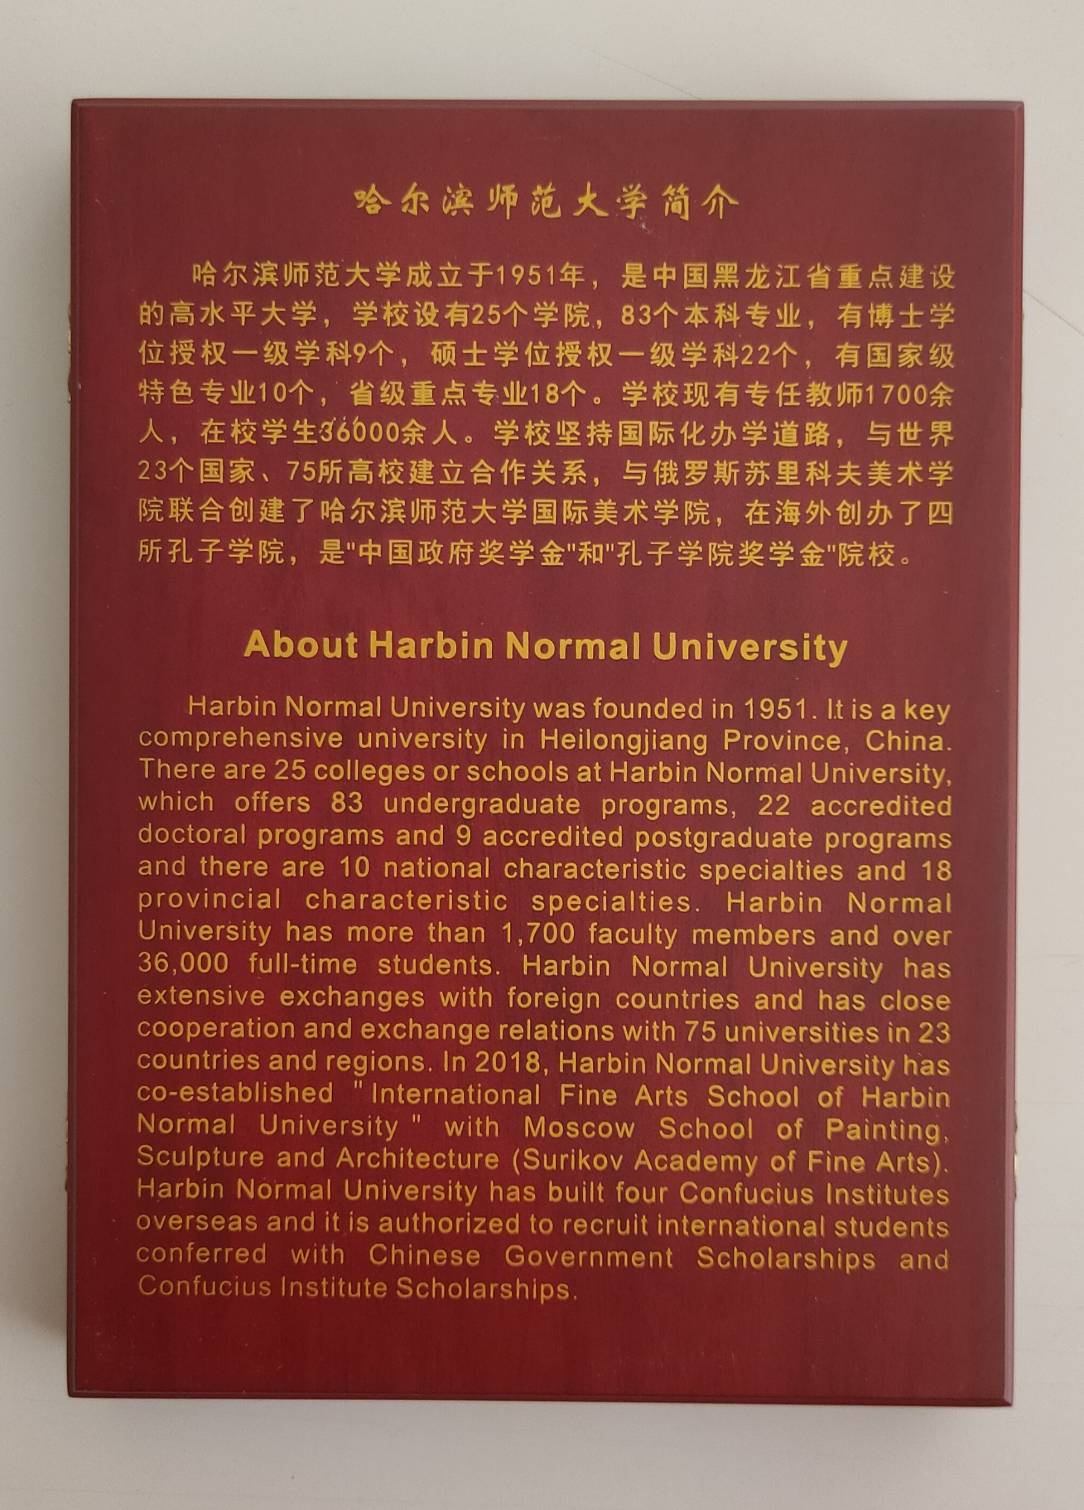 哈尔滨师范大学简介
哈尔滨师范大学成立于1951年，是中国黑龙江省重点建设
的高水平大学，学校设有25个学院，83个本科专业，有博士学
位授权一级学科9个，硕士学位授权一级学科22个，有国家级
特色专业10个，省级重点专业18个。学校现有专任教师1700余
人，在校学生36000余人。学校坚持国际化办学道路，与世界
23个国家、75所高校建立合作关系，与俄罗斯苏里科夫美术学
院联合创建了哈尔滨师范大学国际美术学院，在海外创办了四
所孔子学院，是"中国政府奖学金"和"孔子学院奖学金"院校。
About Harbin Normal University
Harbin Normal University was founded in 1951. It is a key
comprehensive university in Heilongjiang Province, China.
There are 25 colleges or schools at Harbin Normal University,
which offers 83 undergraduate programs, 22 accredited
doctoral programs and 9 accredited postgraduate programs
and there are 10 national characteristic specialties and 18
provincial characteristic specialties. Harbin Normal
University has more than 1,700 faculty members and over
36,000 full-time students. Harbin Normal University has
extensive exchanges with foreign countries and has close
cooperation and exchange relations with 75 universities in 23
countries and regions. In 2018, Harbin Normal University has
co-established " International Fine Arts School of Harbin
Normal University " with Moscow School of Painting,
Sculpture and Architecture (Surikov Academy of Fine Arts).
Harbin Normal University has built four Confucius Institutes
overseas and it is authorized to recruit international students
conferred with Chinese Government Scholarships and
Confucius Institute Scholarships.